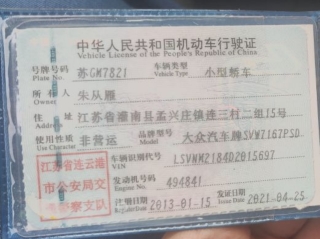 中华人民共和国机动车行驶证
Vehicle License of the People's Republic of China
号牌号码 Plate No. 苏GM7821 车辆类型 Vehicle Type 小型轿车
所有人 Owner 朱从雁
住址 Address 江苏省灌南县孟兴庄镇连三村二组15号
使用性质 Use Character 非营运 品牌型号 Model 大众汽车牌SVW7167PSD
江苏省连云港 车辆识别代号 VIN LSVNM2184D2015697
市公安局交 发动机号码 Engine No. 494841
通警察支队 注册日期 Register Date 2013-01-15 发证日期 Issue Date 2021-04-25